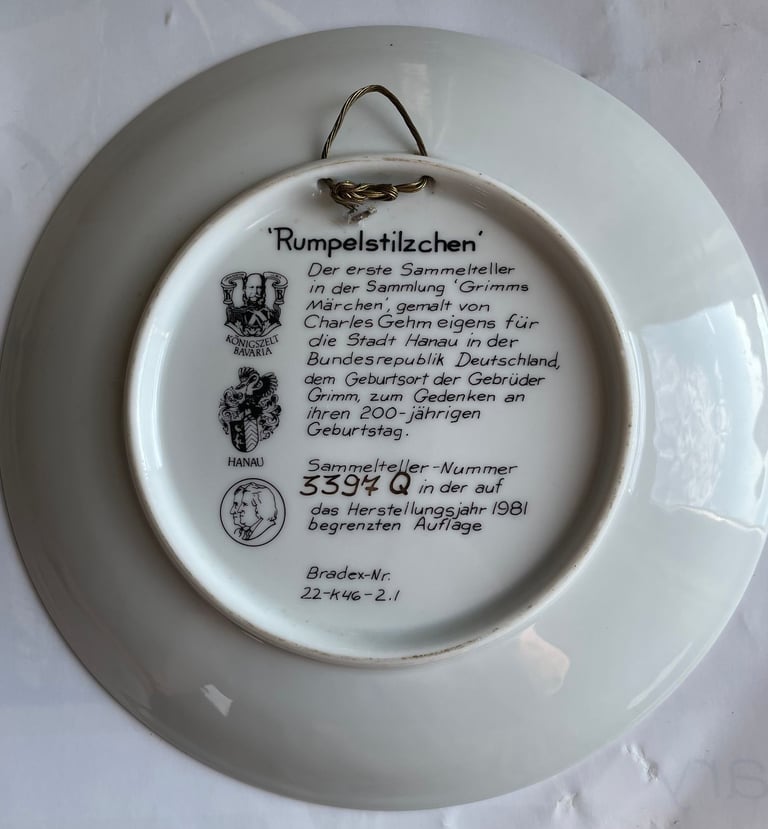 'Rumpelstilzchen'
Der erste Sammelteller
in der Sammlung 'Grimms
Märchen', gemalt von
Charles Gehm eigens für
die Stadt Hanau in der
Bundesrepublik Deutschland,
dem Geburtsort der Gebrüder
Grimm, zum Gedenken an
ihren 200-jährigen
Geburtstag.
KÖNIGSZELT
BAVARIA
HANAU
Sammelteller-Nummer
3397 Q in der auf
das Herstellungsjahr 1981
begrenzten Auflage
Bradex-Nr.
22-K46-2.1
ary